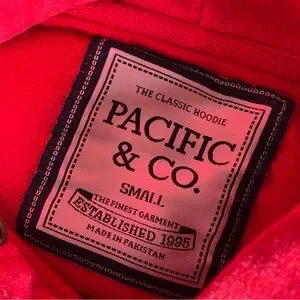 THE CLASSIC HOODIE
PACIFIC
& CO.
SMALL
THE FINEST GARMENT
ESTABLISHED 1995
MADE IN PAKISTAN